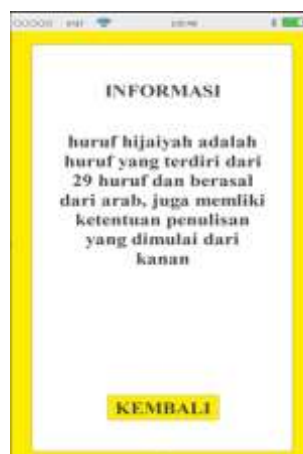 INFORMASI
huruf hijaiyah adalah
huruf yang terdiri dari
29 huruf dan berasal
dari arab, juga memliki
ketentuan penulisan
yang dimulai dari
kanan
KEMBALI